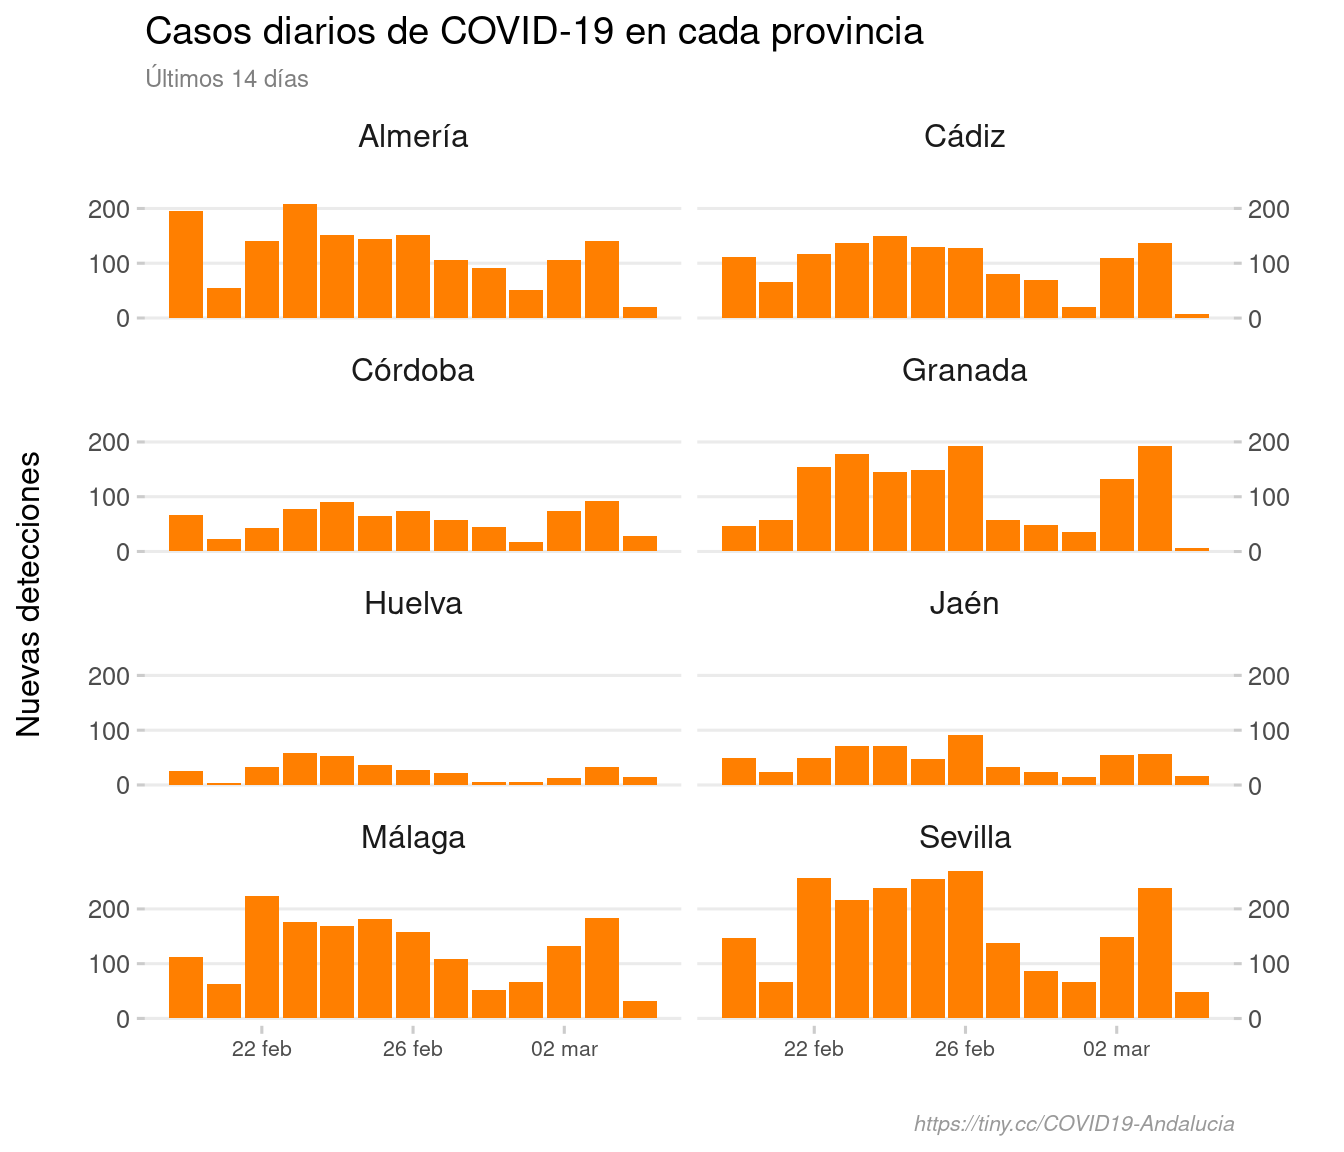 Casos diarios de COVID-19 en cada provincia
Últimos 14 días
Nuevas detecciones
Almería
Cádiz
200
100
0
200
100
0
Córdoba
Granada
200
100
0
200
100
0
Huelva
Jaén
200
100
0
200
100
0
Málaga
Sevilla
200
100
0
200
100
0
22 feb 26 feb 02 mar
22 feb 26 feb 02 mar
https://tiny.cc/COVID19-Andalucia